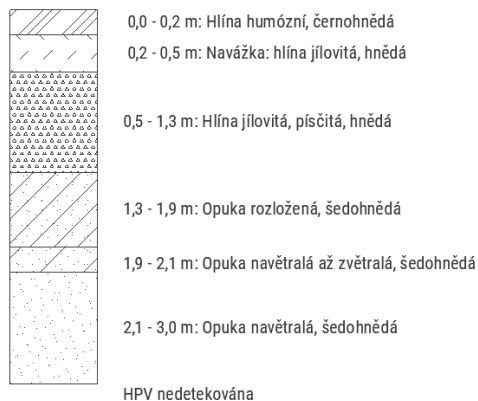 0,0 - 0,2 m: Hlína humózní, černohnědá
0,2 - 0,5 m: Navážka: hlína jílovitá, hnědá
0,5 - 1,3 m: Hlína jílovitá, písčitá, hnědá
1,3 - 1,9 m: Opuka rozložená, šedohnědá
1,9 - 2,1 m: Opuka navětralá až zvětralá, šedohnědá
2,1 - 3,0 m: Opuka navětralá, šedohnědá
HPV nedetekována